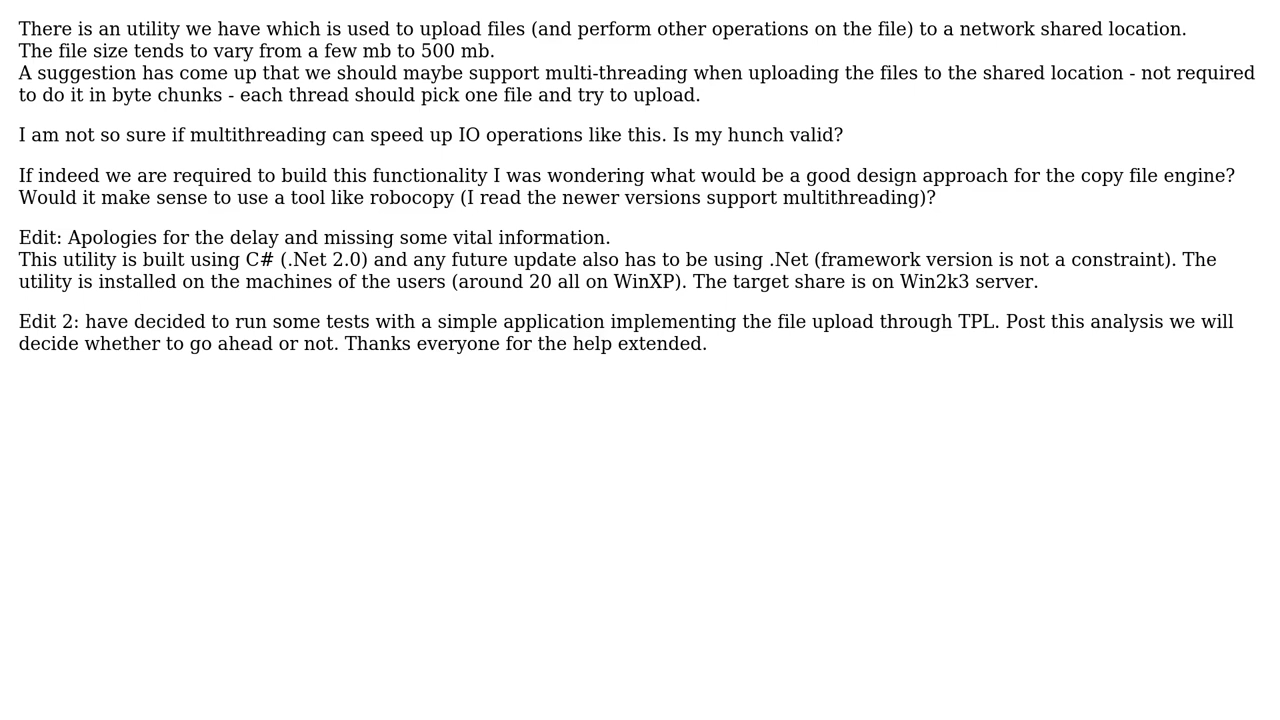 There is an utility we have which is used to upload files (and perform other operations on the file) to a network shared location.
The file size tends to vary from a few mb to 500 mb.
A suggestion has come up that we should maybe support multi-threading when uploading the files to the shared location - not required
to do it in byte chunks - each thread should pick one file and try to upload.
I am not so sure if multithreading can speed up IO operations like this. Is my hunch valid?
If indeed we are required to build this functionality I was wondering what would be a good design approach for the copy file engine?
Would it make sense to use a tool like robocopy (I read the newer versions support multithreading)?
Edit: Apologies for the delay and missing some vital information.
This utility is built using C# (.Net 2.0) and any future update also has to be using .Net (framework version is not a constraint). The
utility is installed on the machines of the users (around 20 all on WinXP). The target share is on Win2k3 server.
Edit 2: have decided to run some tests with a simple application implementing the file upload through TPL. Post this analysis we will
decide whether to go ahead or not. Thanks everyone for the help extended.